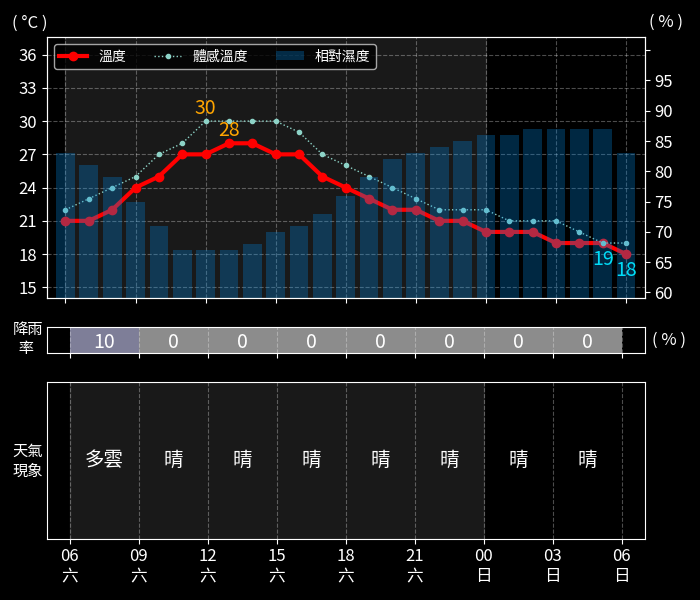 ( °C )
( % )
溫度 體感溫度 相對濕度
36
33
30
27
24
21
18
15
95
90
85
80
75
70
65
60
30
28
19
18
降雨
率
10 0 0 0 0 0 0 0
( % )
天氣
現象
多雲 晴 晴 晴 晴 晴 晴 晴
06 09 12 15 18 21 00 03 06
六 六 六 六 六 六 日 日 日